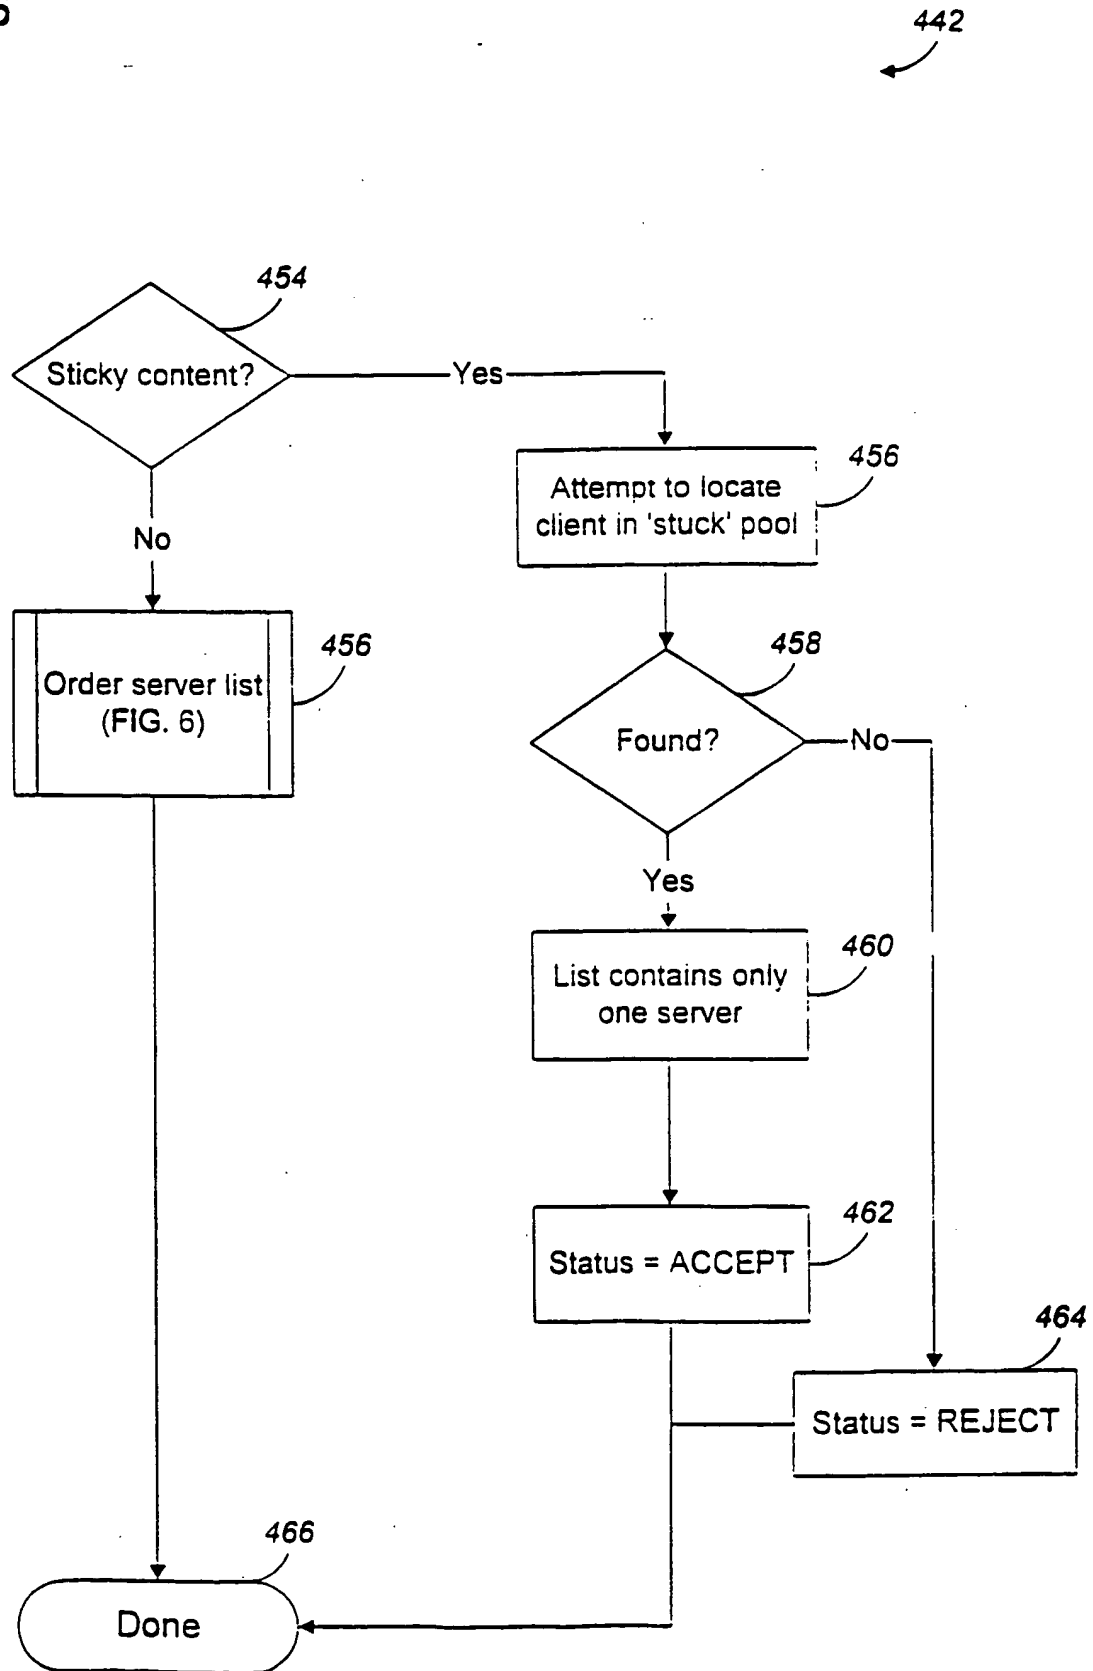 442
454
Sticky content?
Yes
456
Attempt to locate
client in 'stuck' pool
No
456
Order server list
(FIG. 6)
458
Found?
No
Yes
460
List contains only
one server
462
Status = ACCEPT
464
Status = REJECT
466
Done